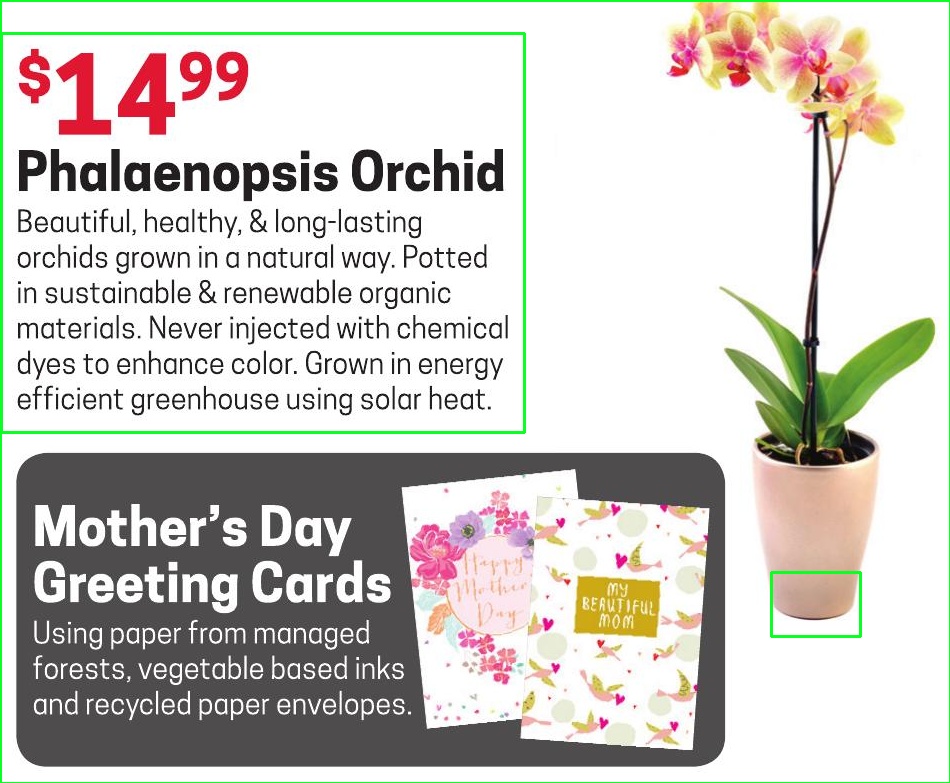 $14.99
Phalaenopsis Orchid
Beautiful, healthy, & long-lasting
orchids grown in a natural way. Potted
in sustainable & renewable organic
materials. Never injected with chemical
dyes to enhance color. Grown in energy
efficient greenhouse using solar heat.
Mother's Day
Greeting Cards
Using paper from managed
forests, vegetable based inks
and recycled paper envelopes.
Happy
Mother's
Day
MY
BEAUTIFUL
MOM